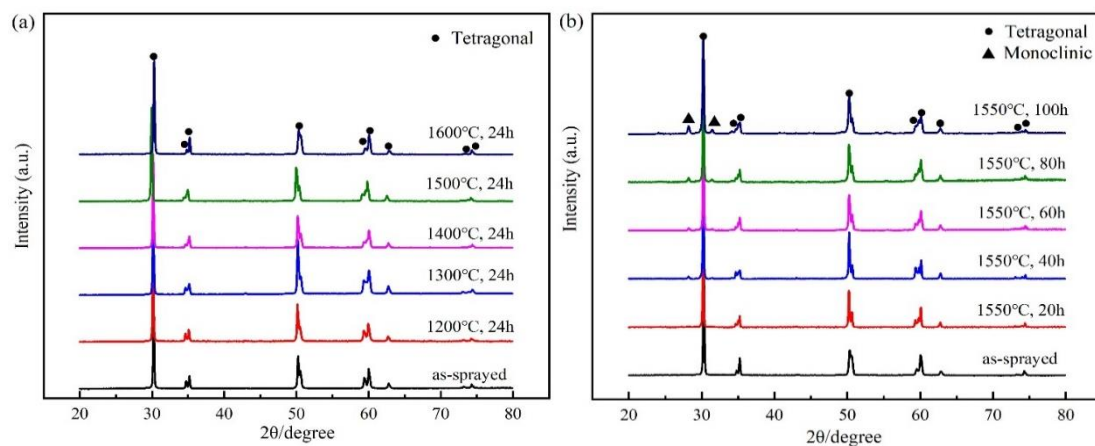 (a)
● Tetragonal
1600℃, 24h
1500℃, 24h
1400℃, 24h
1300℃, 24h
1200℃, 24h
as-sprayed
Intensity (a.u.)
20 30 40 50 60 70 80
2θ/degree
(b)
● Tetragonal
▲ Monoclinic
1550℃, 100h
1550℃, 80h
1550℃, 60h
1550℃, 40h
1550℃, 20h
as-sprayed
Intensity (a.u.)
20 30 40 50 60 70 80
2θ/degree